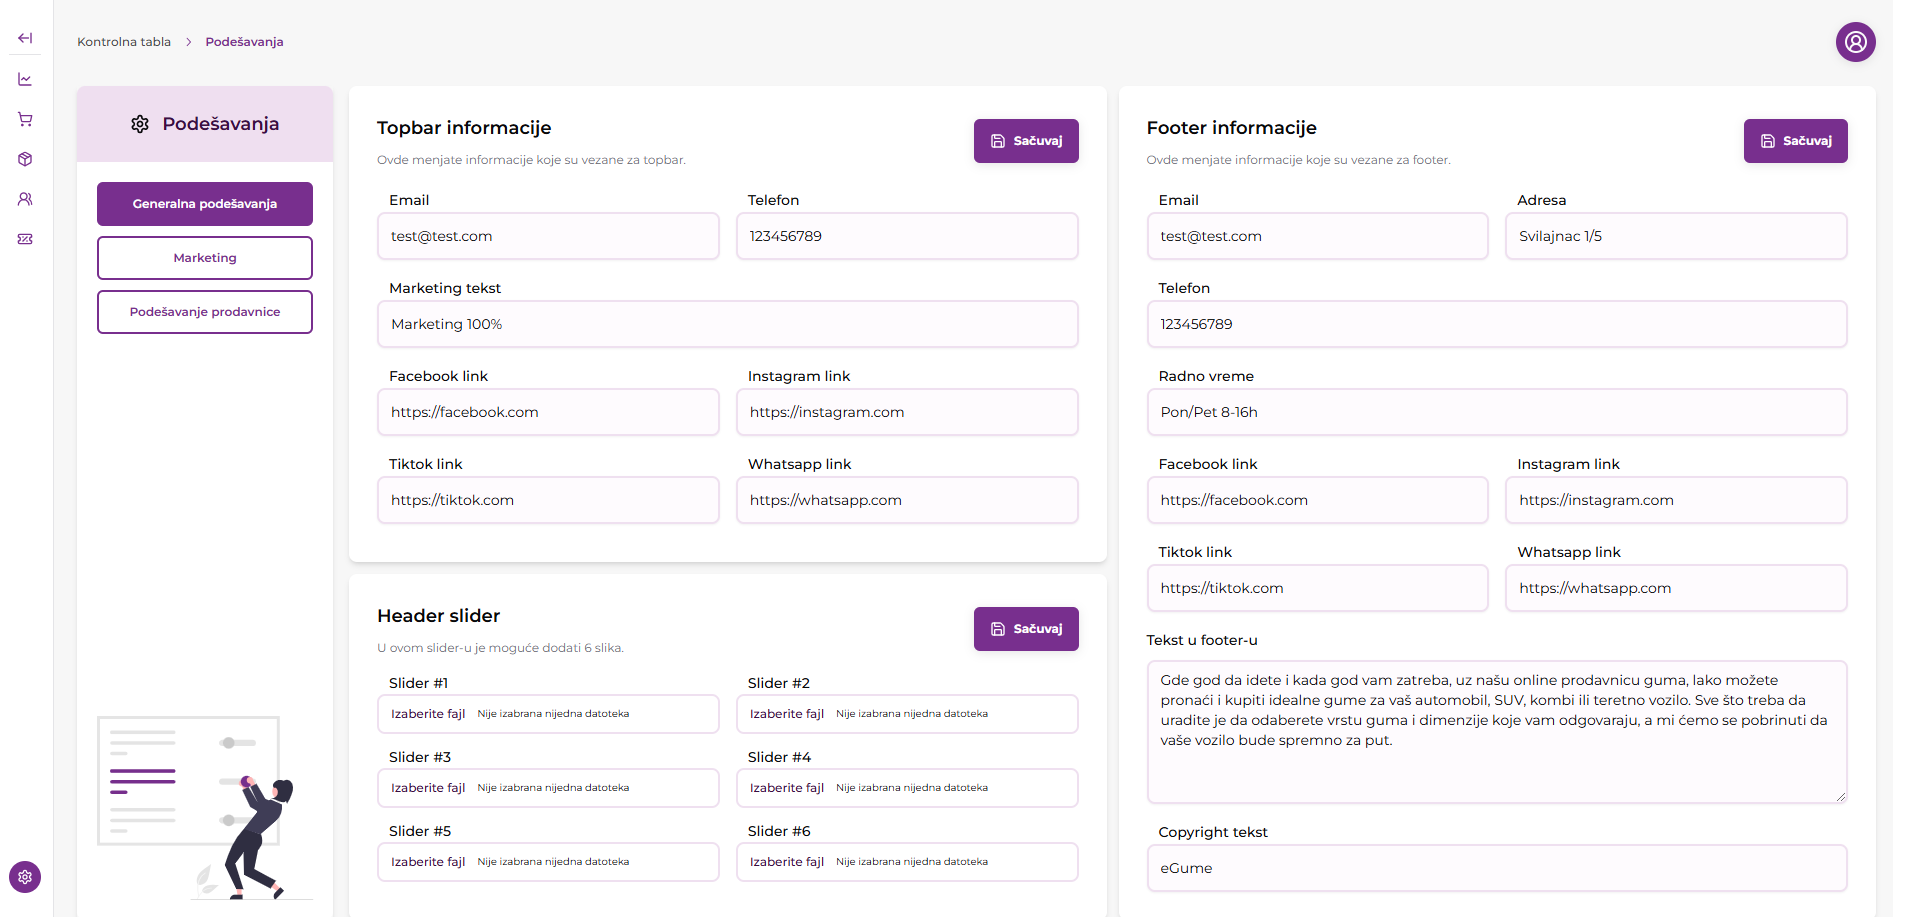 Kontrolna tabla > Podešavanja
Podešavanja
Generalna podešavanja
Marketing
Podešavanje prodavnice
Topbar informacije
Ovde menjate informacije koje su vezane za topbar.
Sačuvaj
Email
Telefon
test@test.com
123456789
Marketing tekst
Marketing 100%
Facebook link
Instagram link
https://facebook.com
https://instagram.com
Tiktok link
Whatsapp link
https://tiktok.com
https://whatsapp.com
Header slider
U ovom slider-u je moguće dodati 6 slika.
Sačuvaj
Slider #1
Slider #2
Izaberite fajl Nije izabrana nijedna datoteka
Izaberite fajl Nije izabrana nijedna datoteka
Slider #3
Slider #4
Izaberite fajl Nije izabrana nijedna datoteka
Izaberite fajl Nije izabrana nijedna datoteka
Slider #5
Slider #6
Izaberite fajl Nije izabrana nijedna datoteka
Izaberite fajl Nije izabrana nijedna datoteka
Footer informacije
Ovde menjate informacije koje su vezane za footer.
Sačuvaj
Email
Adresa
test@test.com
Svilajnac 1/5
Telefon
123456789
Radno vreme
Pon/Pet 8-16h
Facebook link
Instagram link
https://facebook.com
https://instagram.com
Tiktok link
Whatsapp link
https://tiktok.com
https://whatsapp.com
Tekst u footer-u
Gde god da idete i kada god vam zatreba, uz našu online prodavnicu guma, lako možete
pronaći i kupiti idealne gume za vaš automobil, SUV, kombi ili teretno vozilo. Sve što treba da
uradite je da odaberete vrstu guma i dimenzije koje vam odgovaraju, a mi ćemo se pobrinuti da
vaše vozilo bude spremno za put.
Copyright tekst
eGume